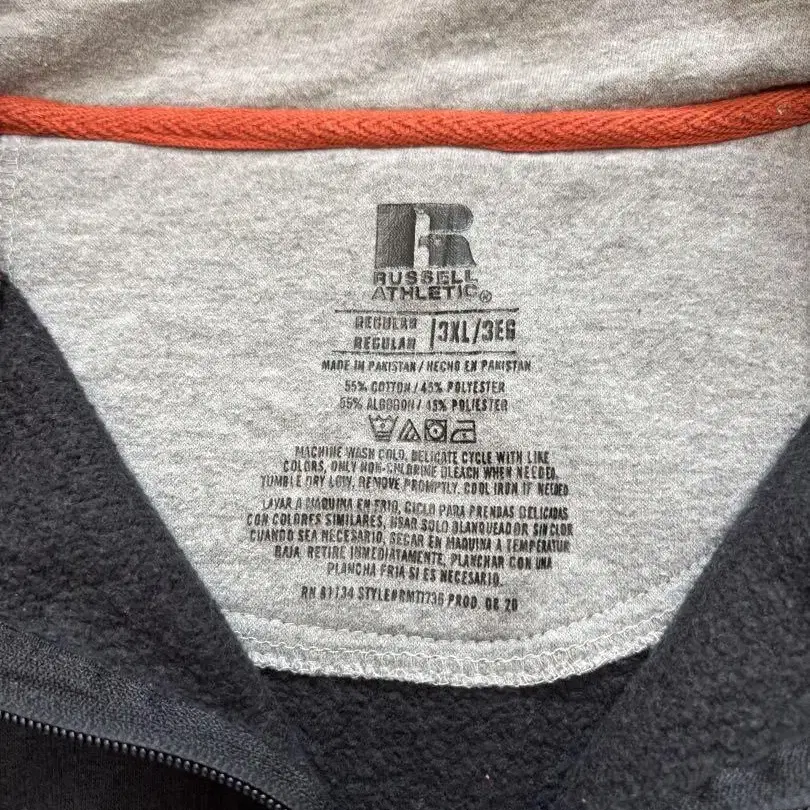 R
RUSSELL
ATHLETIC®
REGULAR
REGULAR
3XL/3EG
MADE IN PAKISTAN / HECHO EN PAKISTAN
55% COTTON / 45% POLYESTER
55% ALGODON / 45% POLIESTER
MACHINE WASH COLD, DELICATE CYCLE WITH LIKE
COLORS, ONLY NON-CHLORINE BLEACH WHEN NEEDED,
TUMBLE DRY LOW, REMOVE PROMPTLY, COOL IRON IF NEEDED
LAVAR A MAQUINA EN FRIO, CICLO PARA PRENDAS DELICADAS
CON COLORES SIMILARES, USAR SOLO BLANQUEADOR SIN CLOR
CUANDO SEA NECESARIO, SECAR EN MAQUINA A TEMPERATUR
BAJA, RETIRE INMEDIATAMENTE, PLANCHAR CON UNA
PLANCHA FRIA SI ES NECESARIO.
RN 61134 PROD. 20